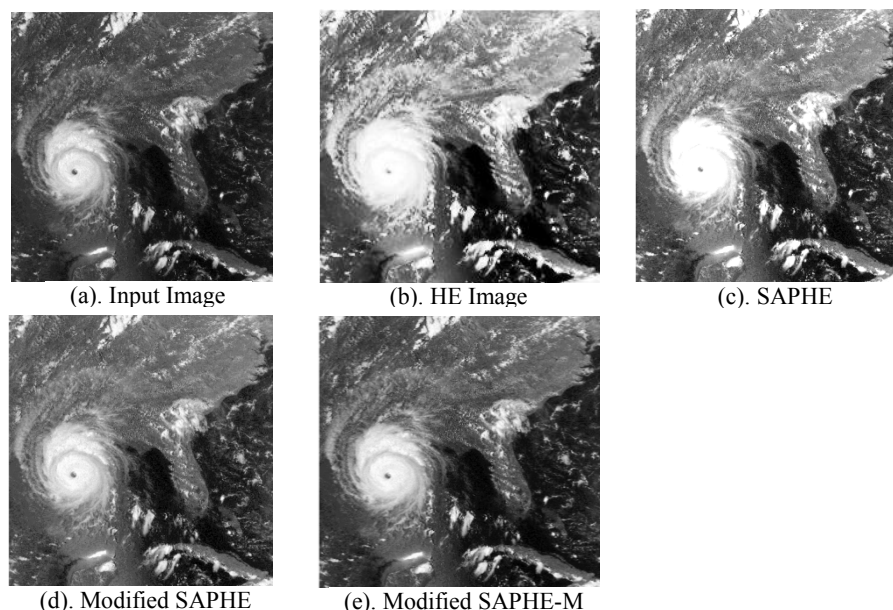 (a). Input Image
(b). HE Image
(c). SAPHE
(d). Modified SAPHE
(e). Modified SAPHE-M